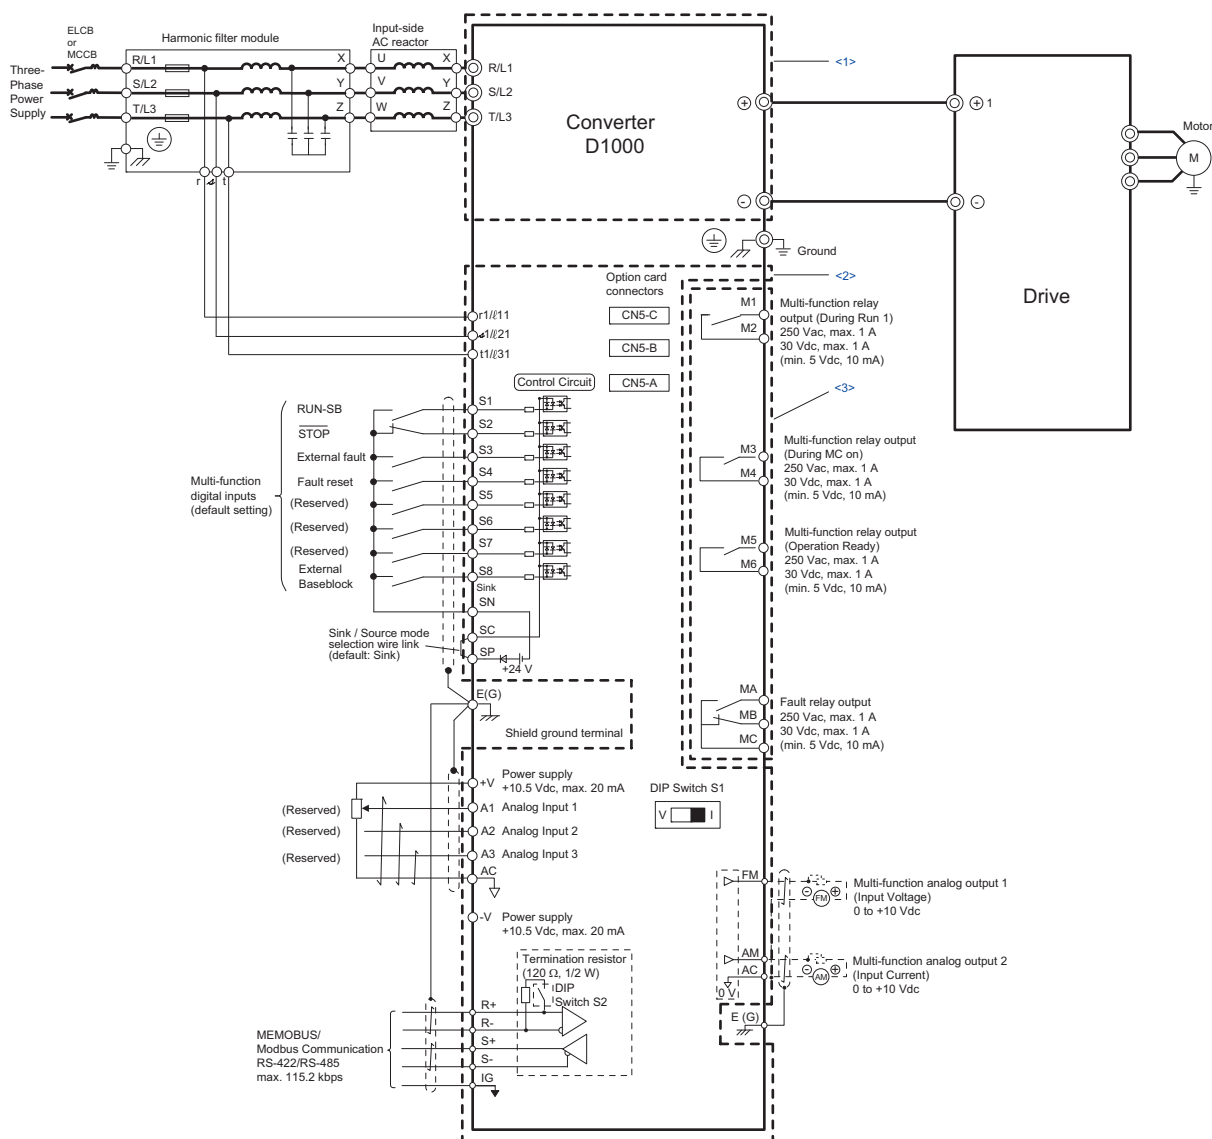 ELCB
or
MCCB
Harmonic filter module
Input-side
AC reactor
Three-
Phase
Power
Supply
R/L1
S/L2
T/L3
X
Y
Z
U
V
W
X
Y
Z
R/L1
S/L2
T/L3
r
t
Converter
D1000
<1>
+
+ 1
-
-
Motor
M
Drive
Ground
<2>
Option card
connectors
CN5-C
CN5-B
CN5-A
r1/ℓ11
1/ℓ21
t1/ℓ31
Control Circuit
M1
M2
Multi-function relay
output (During Run 1)
250 Vac, max. 1 A
30 Vdc, max. 1 A
(min. 5 Vdc, 10 mA)
<3>
M3
M4
Multi-function relay output
(During MC on)
250 Vac, max. 1 A
30 Vdc, max. 1 A
(min. 5 Vdc, 10 mA)
M5
M6
Multi-function relay output
(Operation Ready)
250 Vac, max. 1 A
30 Vdc, max. 1 A
(min. 5 Vdc, 10 mA)
MA
MB
MC
Fault relay output
250 Vac, max. 1 A
30 Vdc, max. 1 A
(min. 5 Vdc, 10 mA)
Multi-function
digital inputs
(default setting)
RUN-SB
STOP
External fault
Fault reset
(Reserved)
(Reserved)
(Reserved)
External
Baseblock
S1
S2
S3
S4
S5
S6
S7
S8
Sink
SN
SC
SP
+24 V
Sink / Source mode
selection wire link
(default: Sink)
E(G)
Shield ground terminal
+V
Power supply
+10.5 Vdc, max. 20 mA
(Reserved)
A1 Analog Input 1
(Reserved)
A2 Analog Input 2
(Reserved)
A3 Analog Input 3
AC
-V
Power supply
+10.5 Vdc, max. 20 mA
DIP Switch S1
V
I
FM
FM
Multi-function analog output 1
(Input Voltage)
0 to +10 Vdc
AM
AC
AM
Multi-function analog output 2
(Input Current)
0 to +10 Vdc
0 V
E (G)
Termination resistor
(120 Ω, 1/2 W)
DIP
Switch S2
MEMOBUS/
Modbus Communication
RS-422/RS-485
max. 115.2 kbps
R+
R-
S+
S-
IG